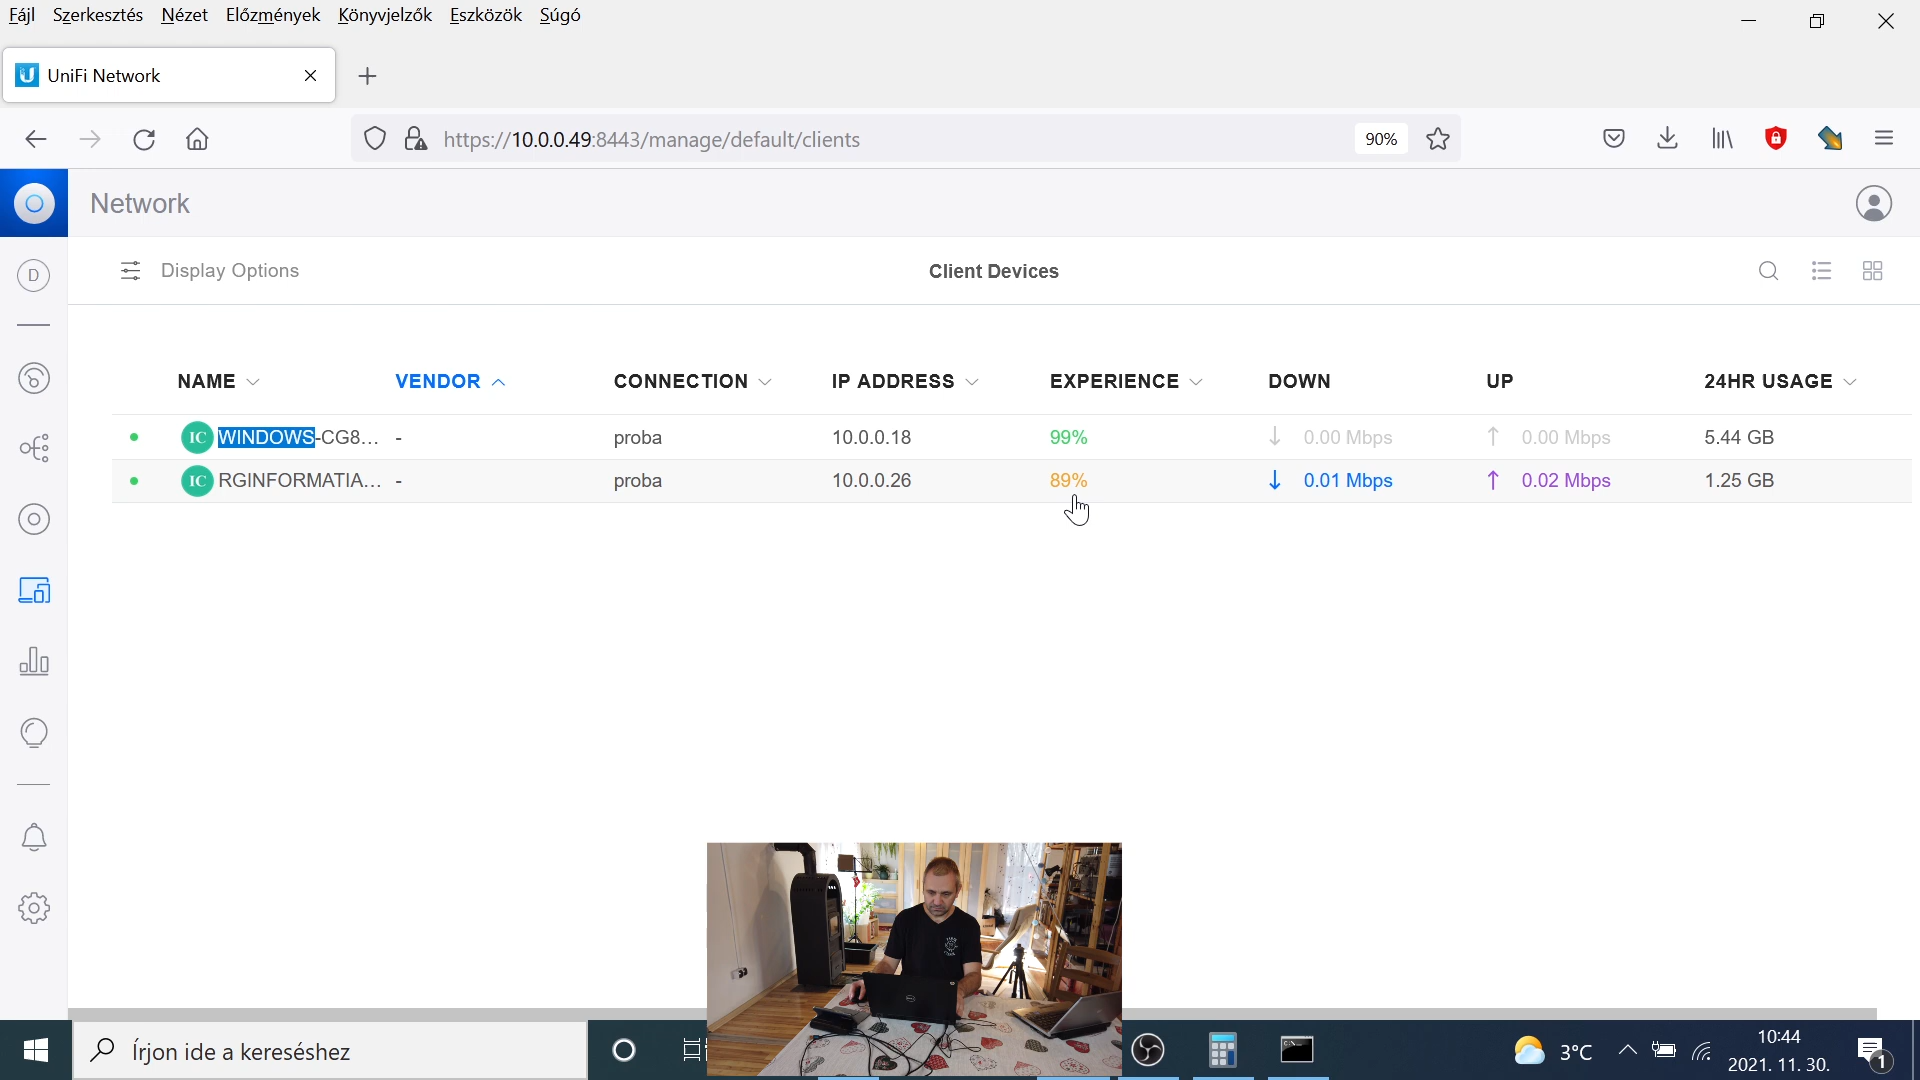 Fájl Szerkesztés Nézet Előzmények Könyvjelzők Eszközök Súgó
UniFi Network
https://10.0.0.49:8443/manage/default/clients
90%
Network
D
Display Options
Client Devices
NAME VENDOR CONNECTION IP ADDRESS EXPERIENCE DOWN UP 24HR USAGE
IC WINDOWS-CG8... - proba 10.0.0.18 99% 0.00 Mbps 0.00 Mbps 5.44 GB
IC RGINFORMATIA... - proba 10.0.0.26 89% 0.01 Mbps 0.02 Mbps 1.25 GB
Írjon ide a kereséshez
3°C
10:44
2021. 11. 30.
1